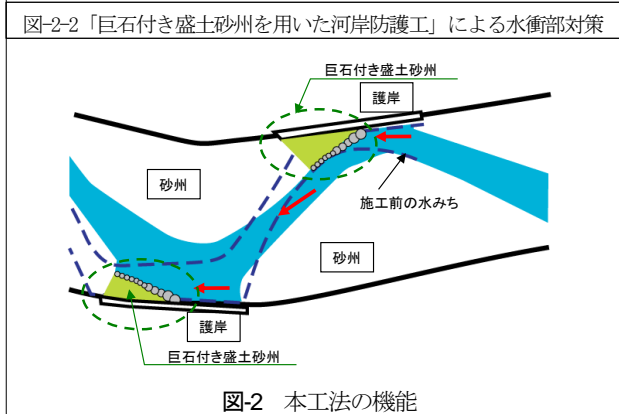 図-2-2「巨石付き盛土砂州を用いた河岸防護工」による水衝部対策
巨石付き盛土砂州
護岸
砂州
施工前の水みち
砂州
護岸
巨石付き盛土砂州
図-2 本工法の機能